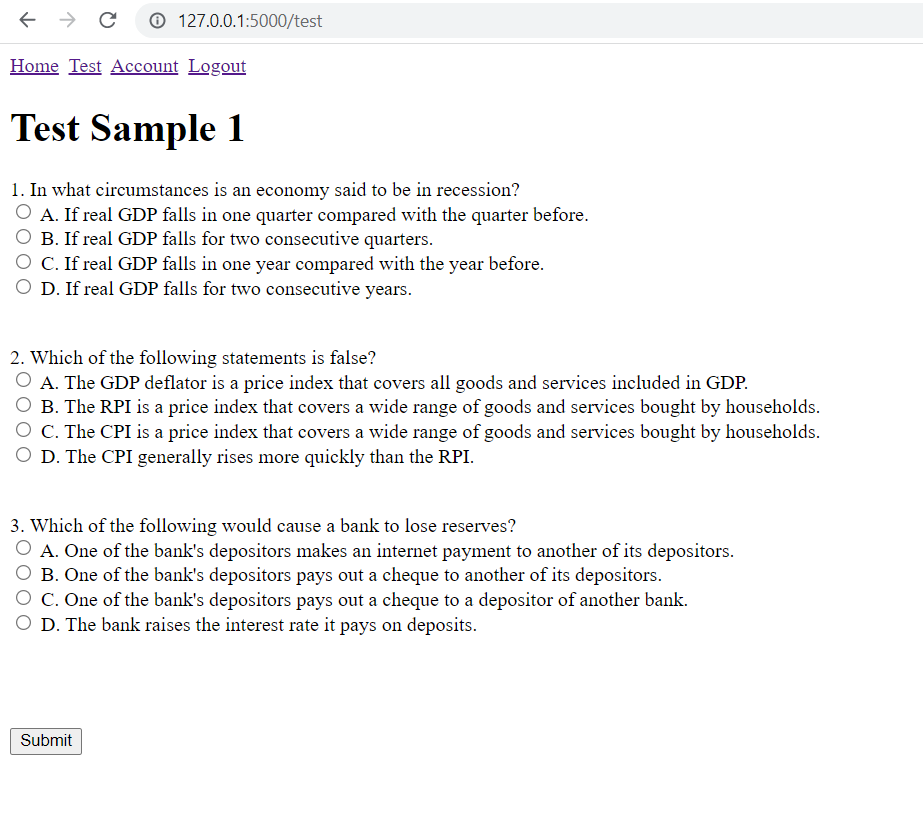 127.0.0.1:5000/test
Home Test Account Logout
Test Sample 1
1. In what circumstances is an economy said to be in recession?
A. If real GDP falls in one quarter compared with the quarter before.
B. If real GDP falls for two consecutive quarters.
C. If real GDP falls in one year compared with the year before.
D. If real GDP falls for two consecutive years.
2. Which of the following statements is false?
A. The GDP deflator is a price index that covers all goods and services included in GDP.
B. The RPI is a price index that covers a wide range of goods and services bought by households.
C. The CPI is a price index that covers a wide range of goods and services bought by households.
D. The CPI generally rises more quickly than the RPI.
3. Which of the following would cause a bank to lose reserves?
A. One of the bank's depositors makes an internet payment to another of its depositors.
B. One of the bank's depositors pays out a cheque to another of its depositors.
C. One of the bank's depositors pays out a cheque to a depositor of another bank.
D. The bank raises the interest rate it pays on deposits.
Submit